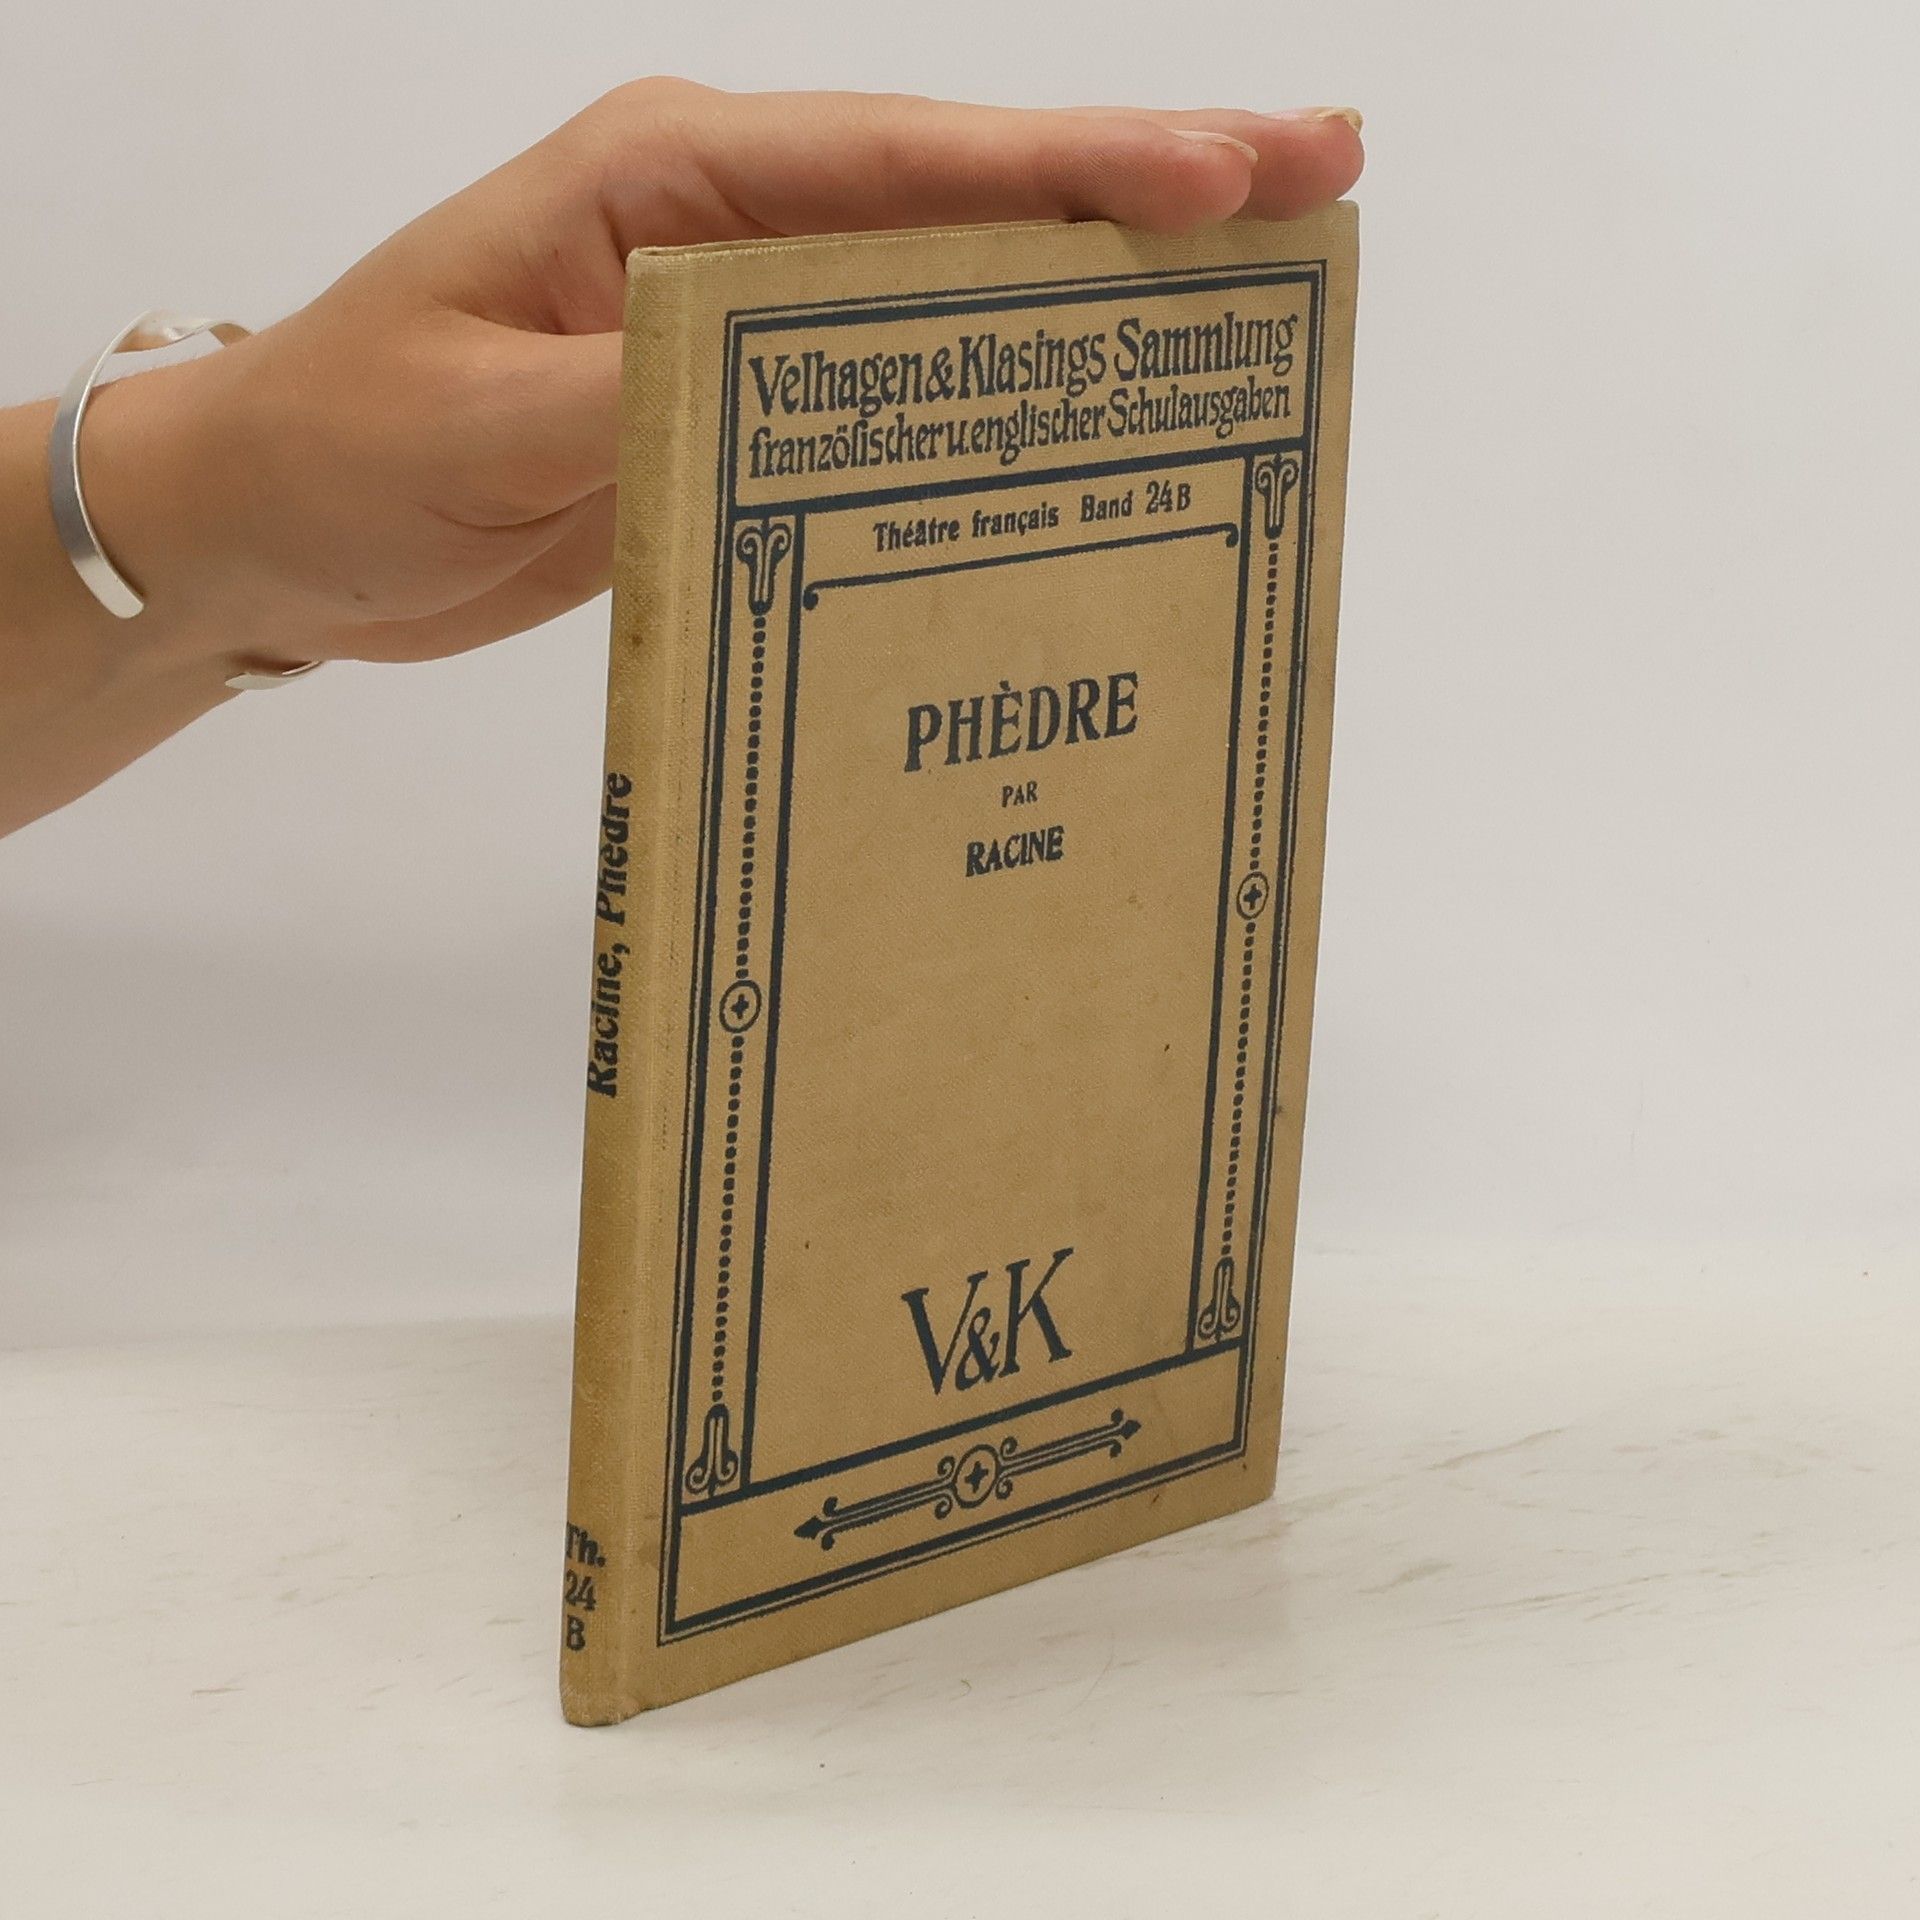 Velhagen & Klasings Sammlung
franzöſischer u. engliſcher Schulausgaben
Théâtre français Band 24 B
PHÈDRE
PAR
RACINE
V&K
Racine, Phèdre
Th.
24
B